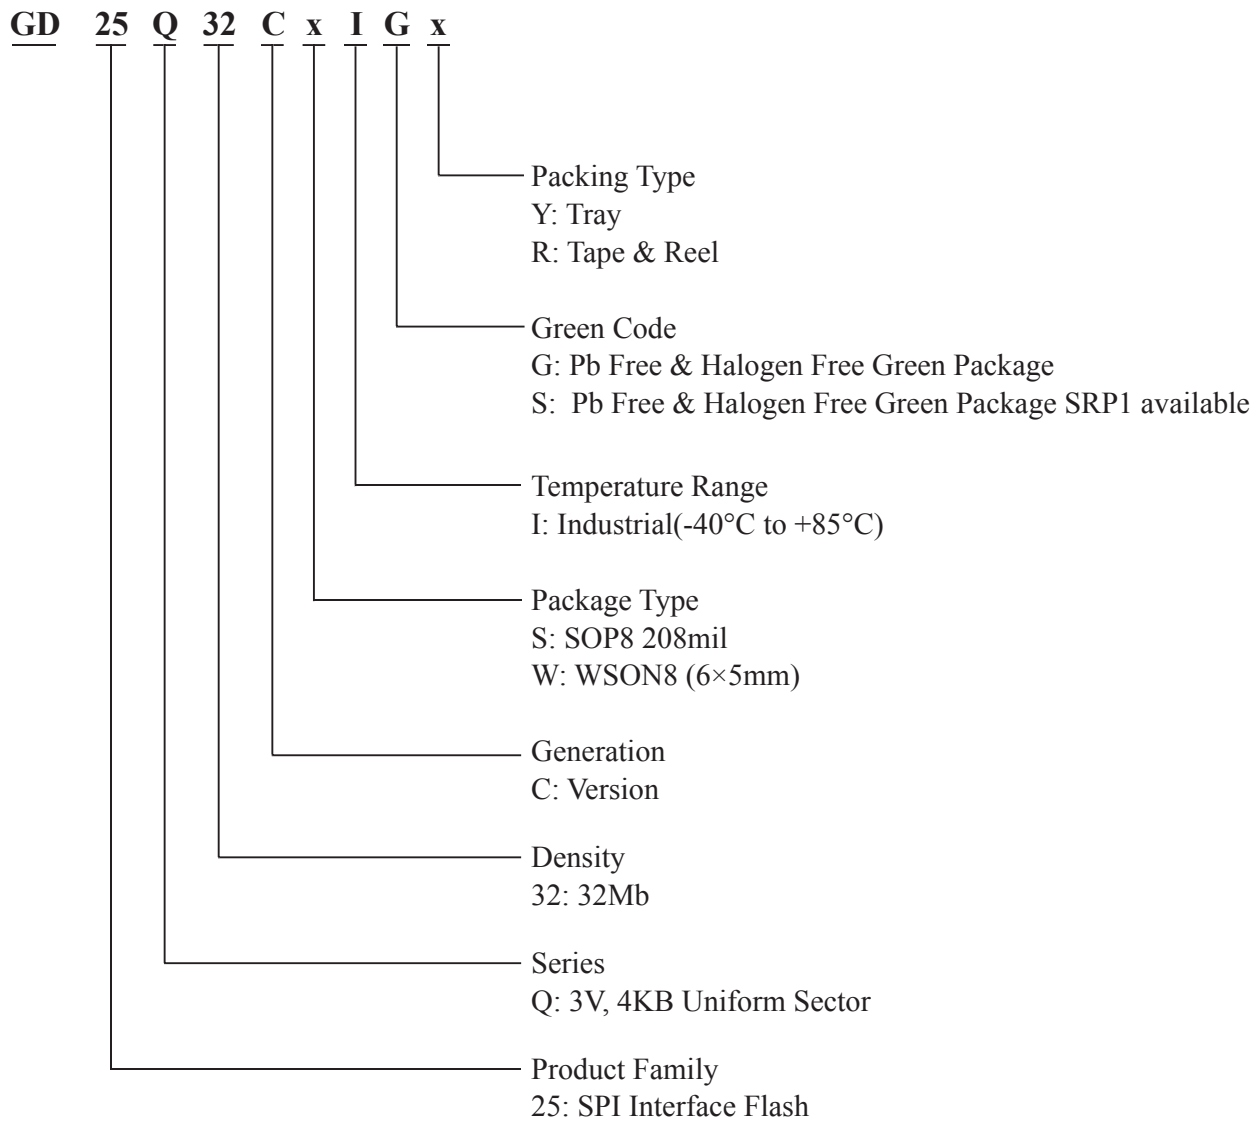 GD 25 Q 32 C x I G x
Packing Type
Y: Tray
R: Tape & Reel
Green Code
G: Pb Free & Halogen Free Green Package
S: Pb Free & Halogen Free Green Package SRP1 available
Temperature Range
I: Industrial(-40°C to +85°C)
Package Type
S: SOP8 208mil
W: WSON8 (6×5mm)
Generation
C: Version
Density
32: 32Mb
Series
Q: 3V, 4KB Uniform Sector
Product Family
25: SPI Interface Flash